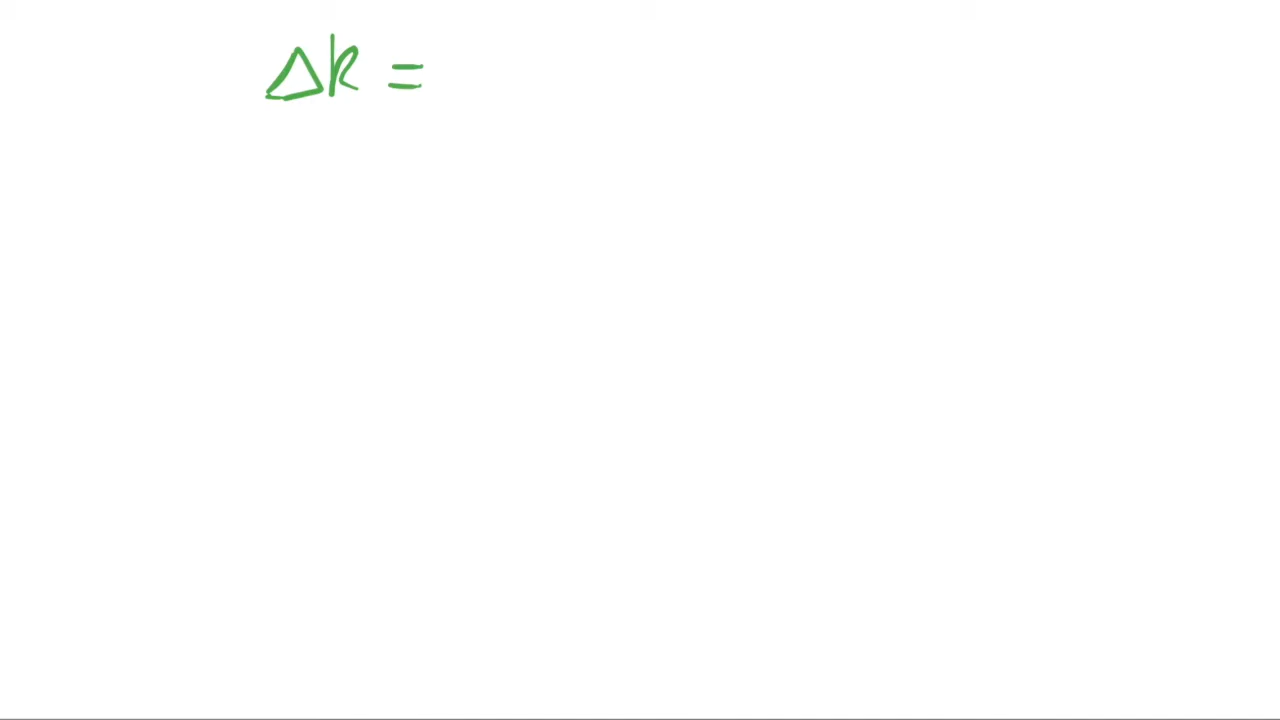 Δk =